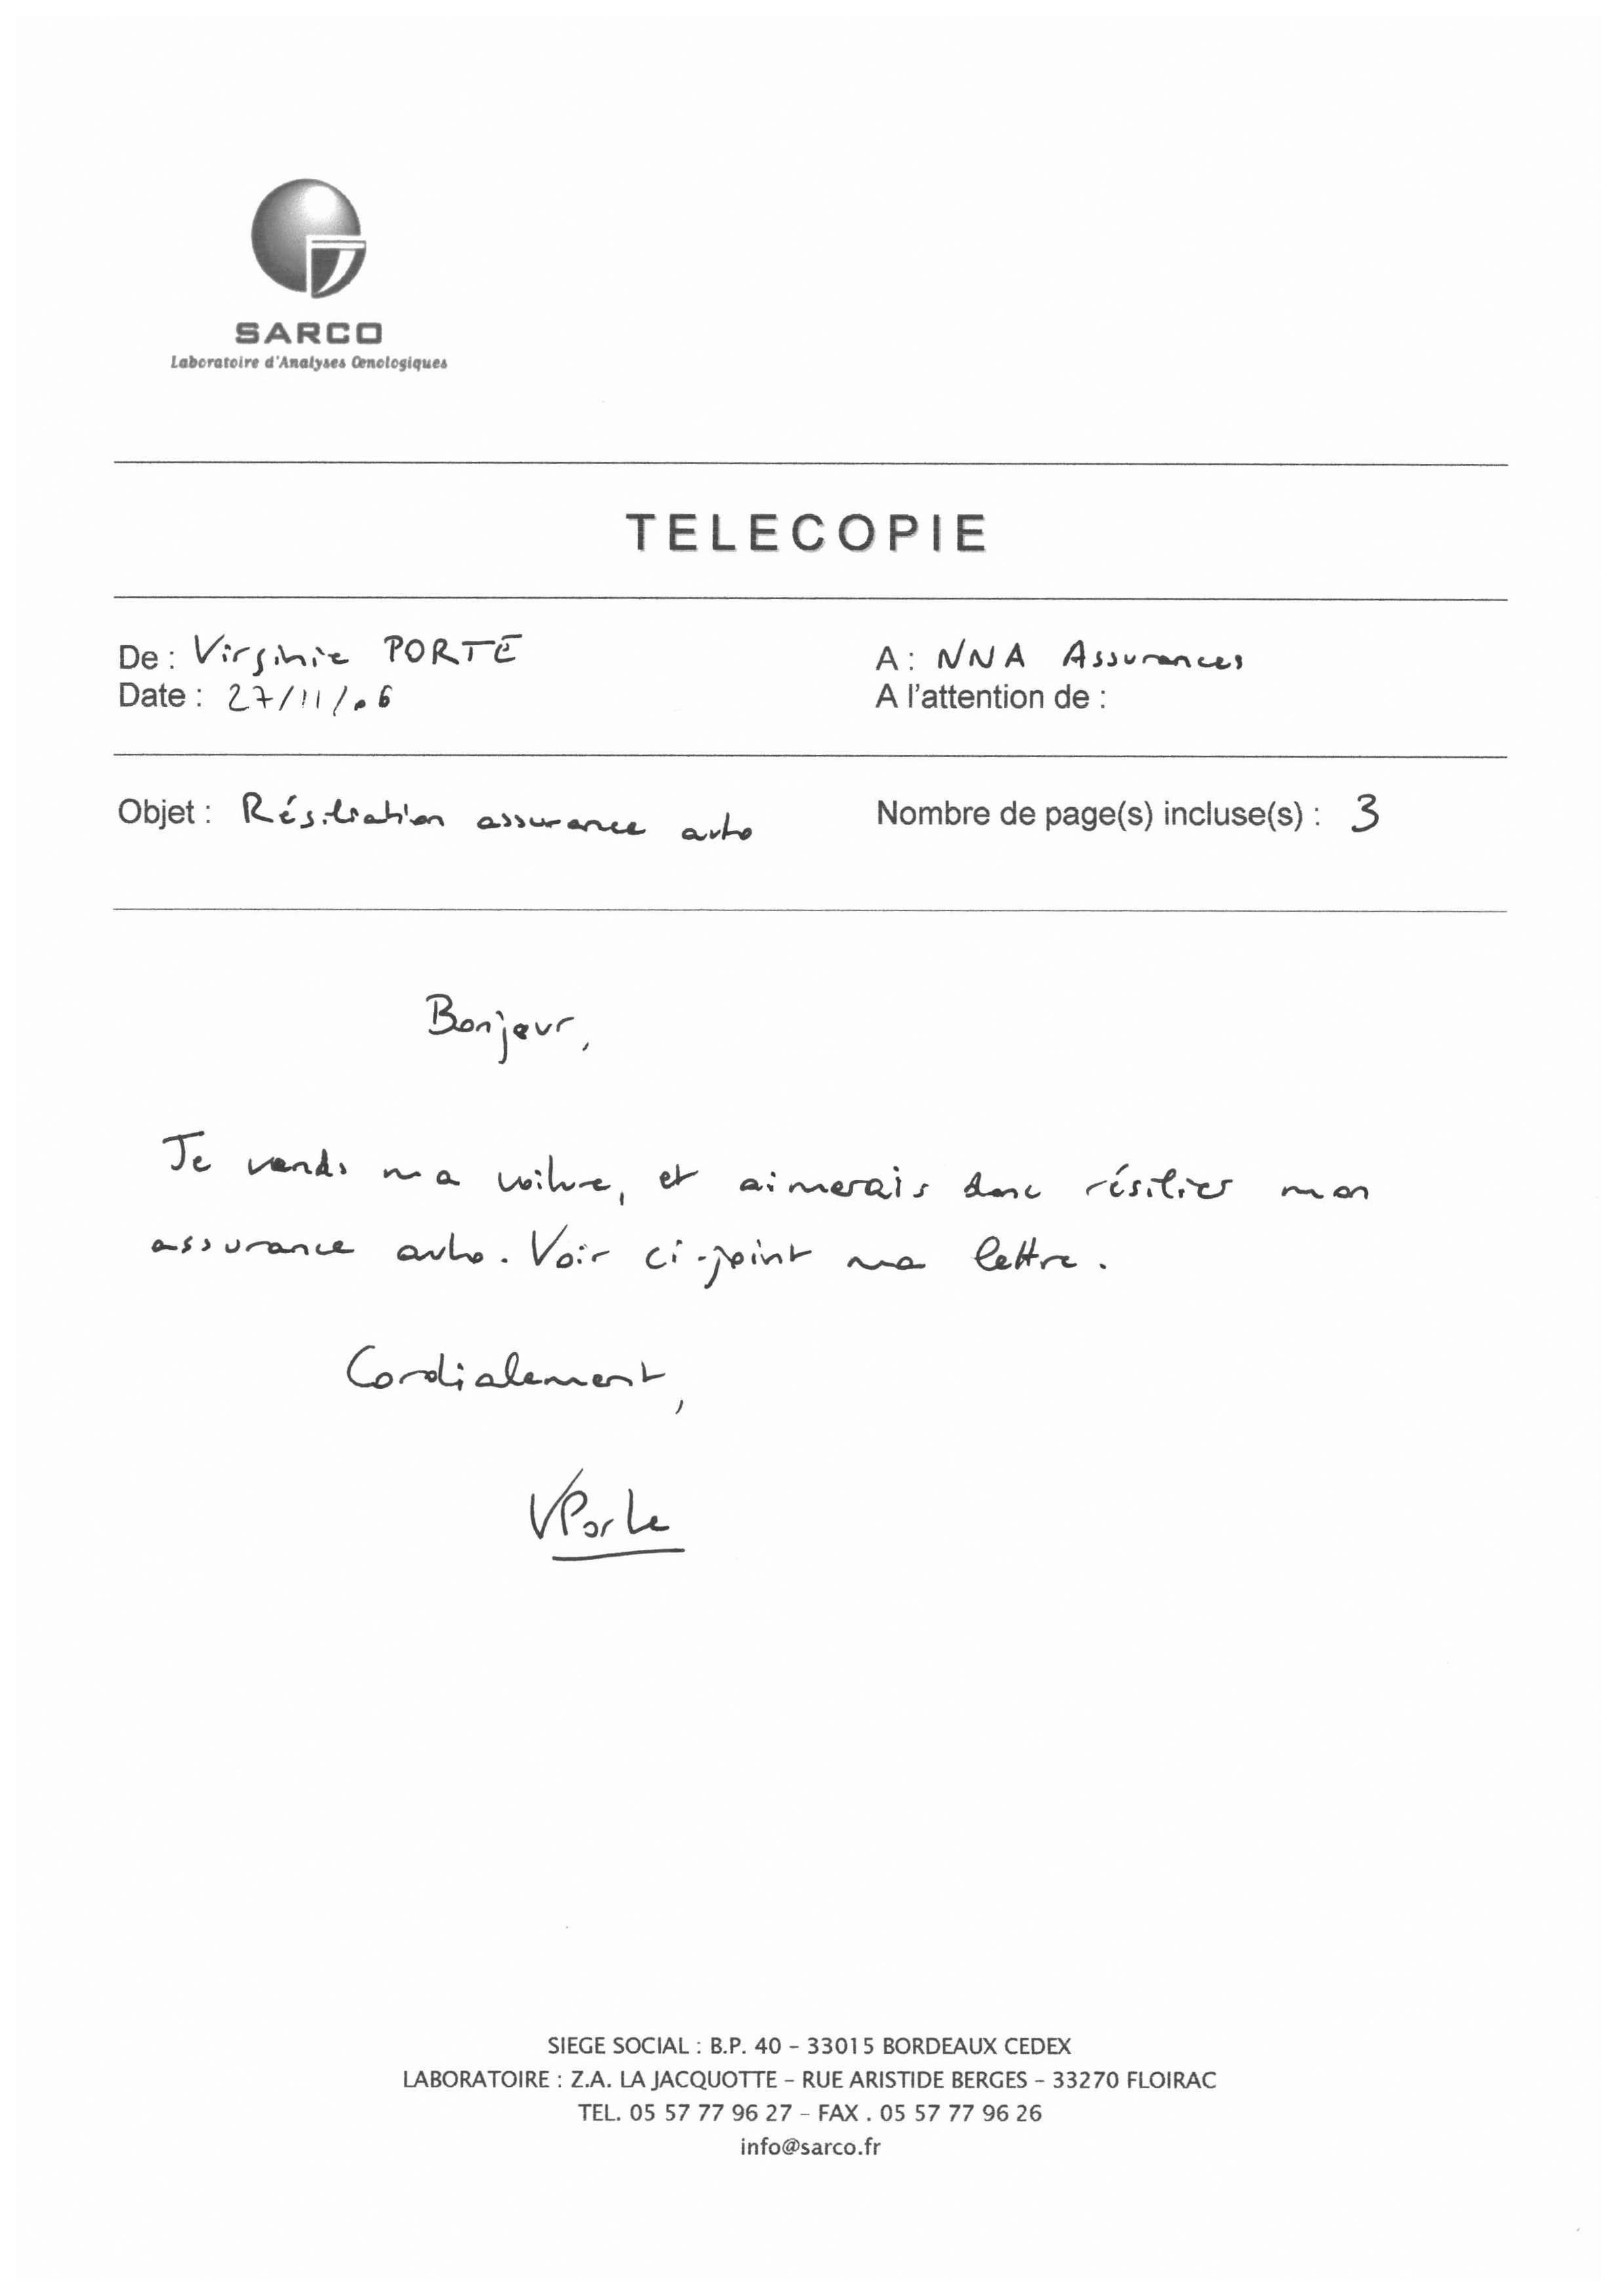 SARCO
Laboratoire d'Analyses Œnologiques
TELECOPIE
De : Virginie PORTE
A : NNA Assurances
Date : 27/11/06
A l'attention de :
Objet : Résiliation assurance auto
Nombre de page(s) incluse(s) : 3
Bonjour,
Je vends ma voiture, et aimerais donc résilier mon
assurance auto. Voir ci-joint ma lettre.
Cordialement,
VPorte
SIEGE SOCIAL : B.P. 40 – 33015 BORDEAUX CEDEX
LABORATOIRE : Z.A. LA JACQUOTTE – RUE ARISTIDE BERGES – 33270 FLOIRAC
TEL. 05 57 77 96 27 – FAX . 05 57 77 96 26
info@sarco.fr